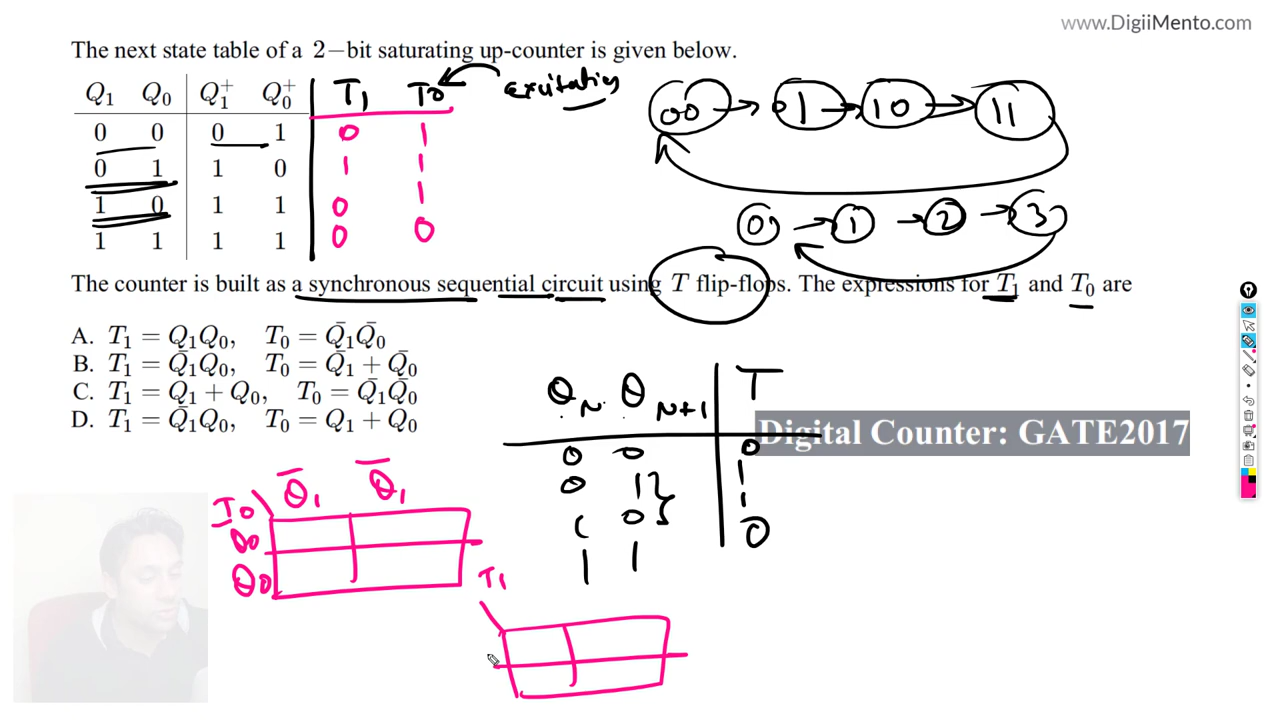 www.DigiiMento.com
The next state table of a 2−bit saturating up-counter is given below.
Q₁ Q₀ Q₁⁺ Q₀⁺ T₁ T₀ excitation
0 0 0 1 0 1
0 1 1 0 1 1
1 0 1 1 0 1
1 1 1 1 0 0
00 01 10 11
0 1 2 3
The counter is built as a synchronous sequential circuit using T flip-flops. The expressions for T₁ and T₀ are
A. T₁ = Q₁Q₀, T₀ = Q̄₁Q̄₀
B. T₁ = Q̄₁Q₀, T₀ = Q̄₁ + Q̄₀
C. T₁ = Q₁ + Q₀, T₀ = Q̄₁Q̄₀
D. T₁ = Q̄₁Q₀, T₀ = Q₁ + Q₀
Q N Q N+1 T
Digital Counter: GATE2017
0 0 0
0 1 1
1 0 1
1 1 0
T₀ Q̄₁ Q̄₁
Q₀
Q₀
T₁